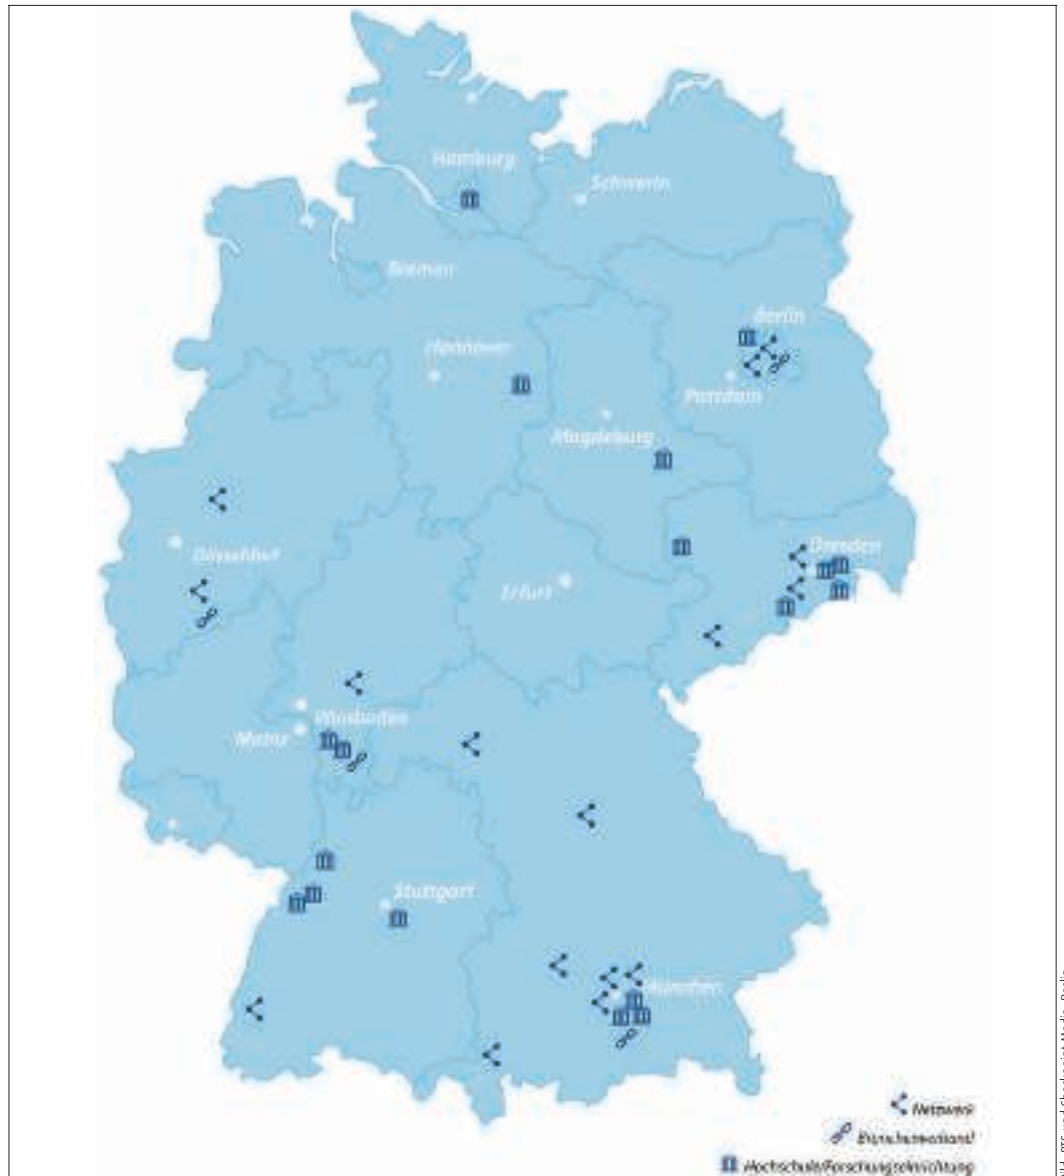 Hamburg
Schwerin
Bremen
Berlin
Hannover
Potsdam
Magdeburg
Düsseldorf
Dresden
Erfurt
Wiesbaden
Mainz
Stuttgart
München
Netzwerk
Branchenverband
Hochschule/Forschungseinrichtung